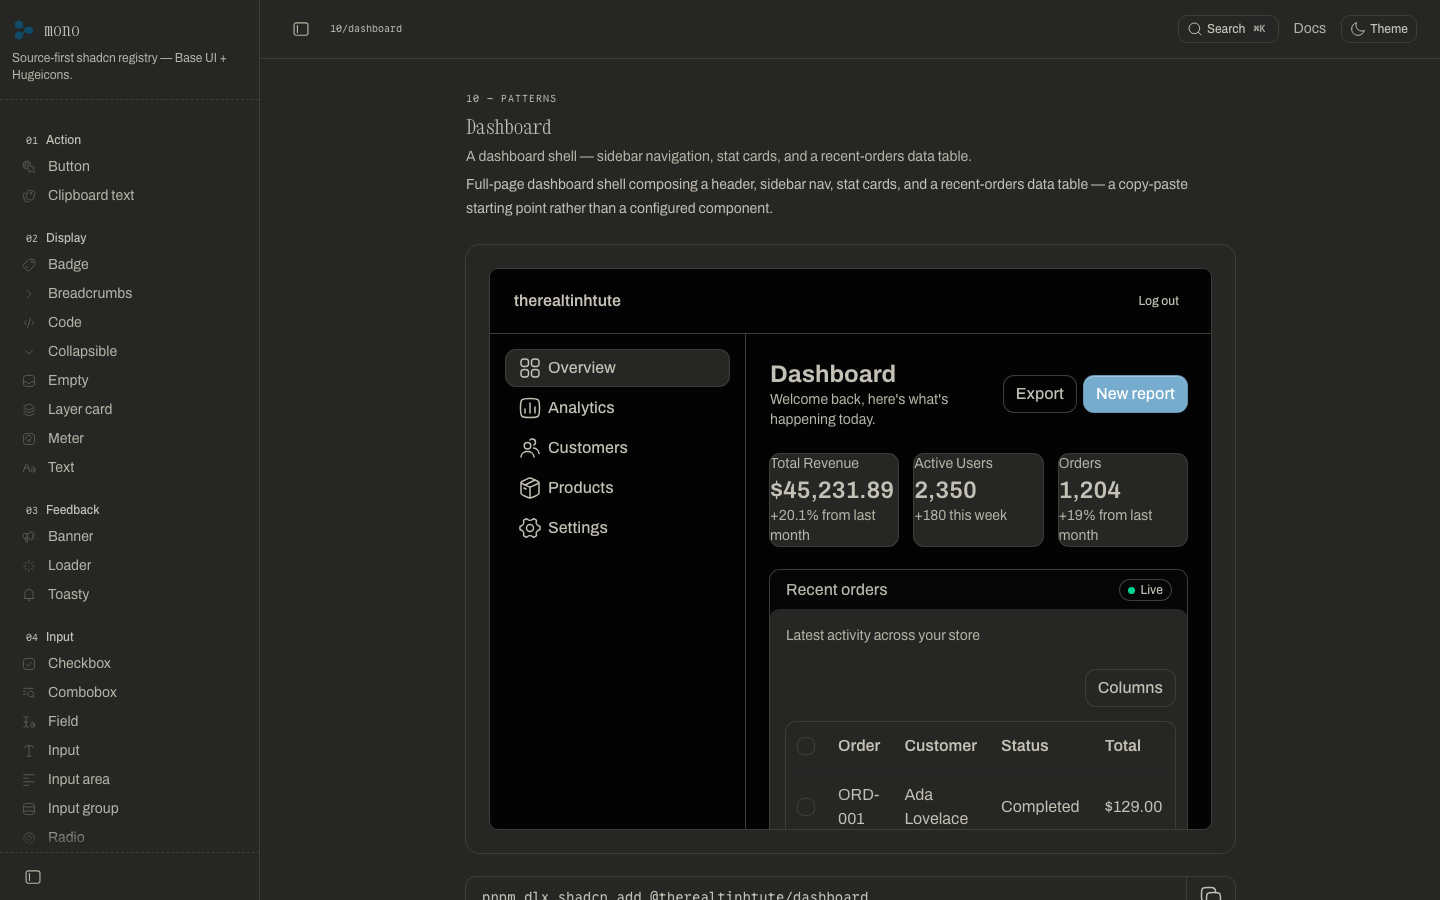 mono
Source-first shadcn registry — Base UI +
Hugeicons.
01 Action
Button
Clipboard text
02 Display
Badge
Breadcrumbs
Code
Collapsible
Empty
Layer card
Meter
Text
03 Feedback
Banner
Loader
Toasty
04 Input
Checkbox
Combobox
Field
Input
Input area
Input group
Radio
10/dashboard
Search ⌘K
Docs
Theme
10 — PATTERNS
Dashboard
A dashboard shell — sidebar navigation, stat cards, and a recent-orders data table.
Full-page dashboard shell composing a header, sidebar nav, stat cards, and a recent-orders data table — a copy-paste
starting point rather than a configured component.
therealtinhtute
Log out
Overview
Analytics
Customers
Products
Settings
Dashboard
Welcome back, here's what's
happening today.
Export
New report
Total Revenue
$45,231.89
+20.1% from last
month
Active Users
2,350
+180 this week
Orders
1,204
+19% from last
month
Recent orders
Live
Latest activity across your store
Columns
Order Customer Status Total
ORD-
001
Ada
Lovelace
Completed
$129.00
pnpm dlx shadcn add @therealtinhtute/dashboard